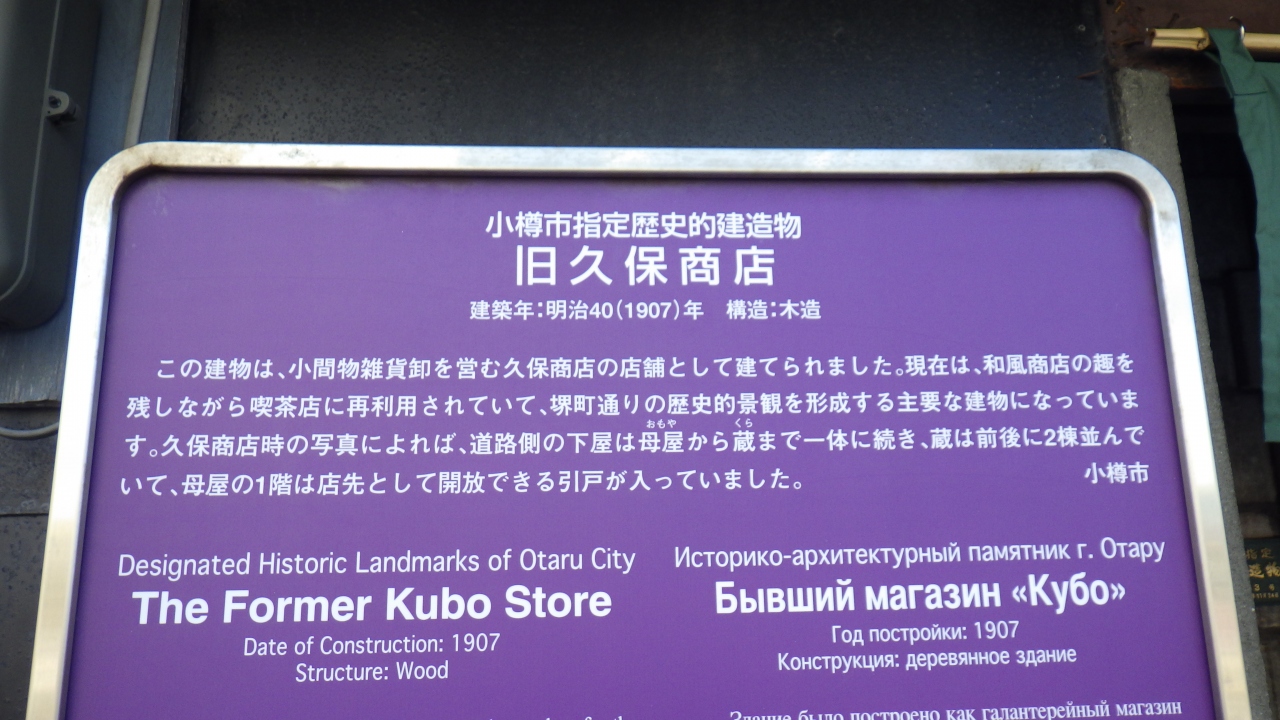 小樽市指定歴史的建造物
旧久保商店
建築年：明治40（1907）年　構造：木造
この建物は、小間物雑貨卸を営む久保商店の店舗として建てられました。現在は、和風商店の趣を
残しながら喫茶店に再利用されていて、堺町通りの歴史的景観を形成する主要な建物になっていま
おもや くら
す。久保商店時の写真によれば、道路側の下屋は母屋から蔵まで一体に続き、蔵は前後に2棟並んで
いて、母屋の1階は店先として開放できる引戸が入っていました。 小樽市
Designated Historic Landmarks of Otaru City
The Former Kubo Store
Date of Construction: 1907
Structure: Wood
Историко-архитектурный памятник г. Отару
Бывший магазин «Кубо»
Год постройки: 1907
Конструкция: деревянное здание
Здание было построено как галантерейный магазин